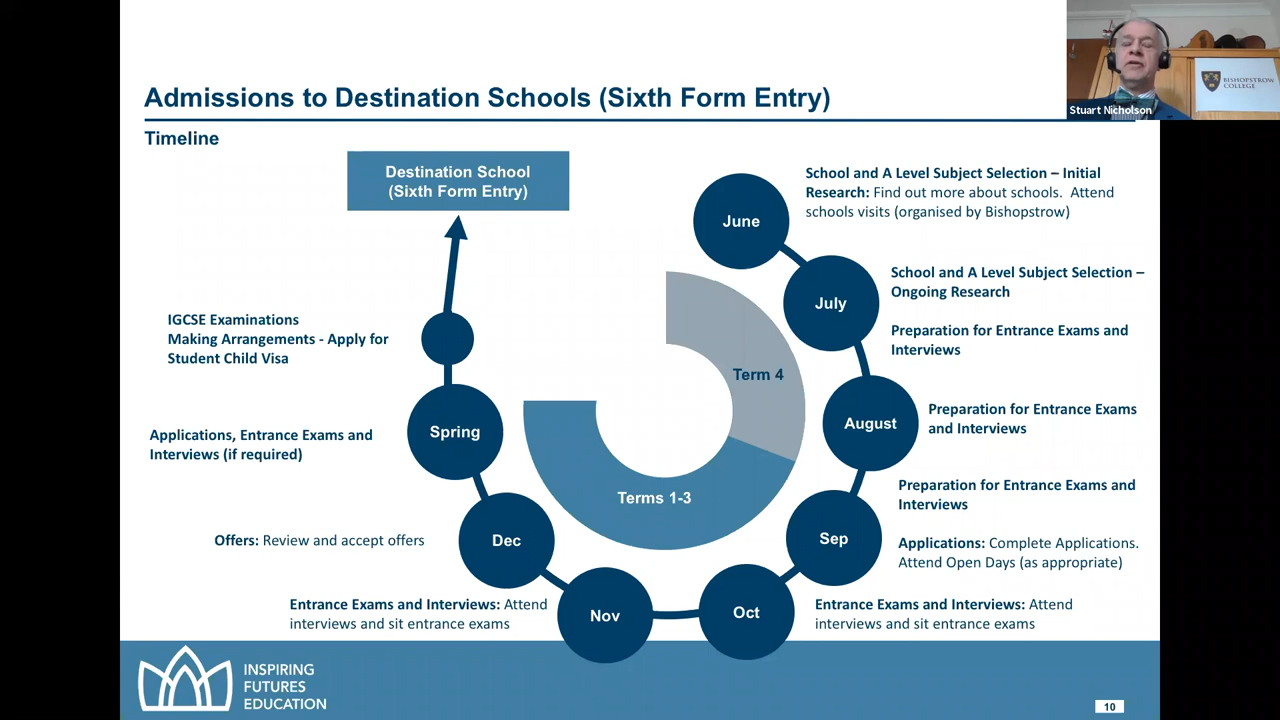 Admissions to Destination Schools (Sixth Form Entry)
Timeline
BISHOPSTROW
COLLEGE
Stuart Nicholson
Destination School
(Sixth Form Entry)
June
School and A Level Subject Selection – Initial
Research: Find out more about schools. Attend
schools visits (organised by Bishopstrow)
July
School and A Level Subject Selection –
Ongoing Research
Preparation for Entrance Exams and
Interviews
August
Preparation for Entrance Exams
and Interviews
Sep
Preparation for Entrance Exams and
Interviews
Applications: Complete Applications.
Attend Open Days (as appropriate)
Oct
Entrance Exams and Interviews: Attend
interviews and sit entrance exams
Nov
Entrance Exams and Interviews: Attend
interviews and sit entrance exams
Dec
Offers: Review and accept offers
Spring
Applications, Entrance Exams and
Interviews (if required)
IGCSE Examinations
Making Arrangements - Apply for
Student Child Visa
Term 4
Terms 1-3
INSPIRING
FUTURES
EDUCATION
10